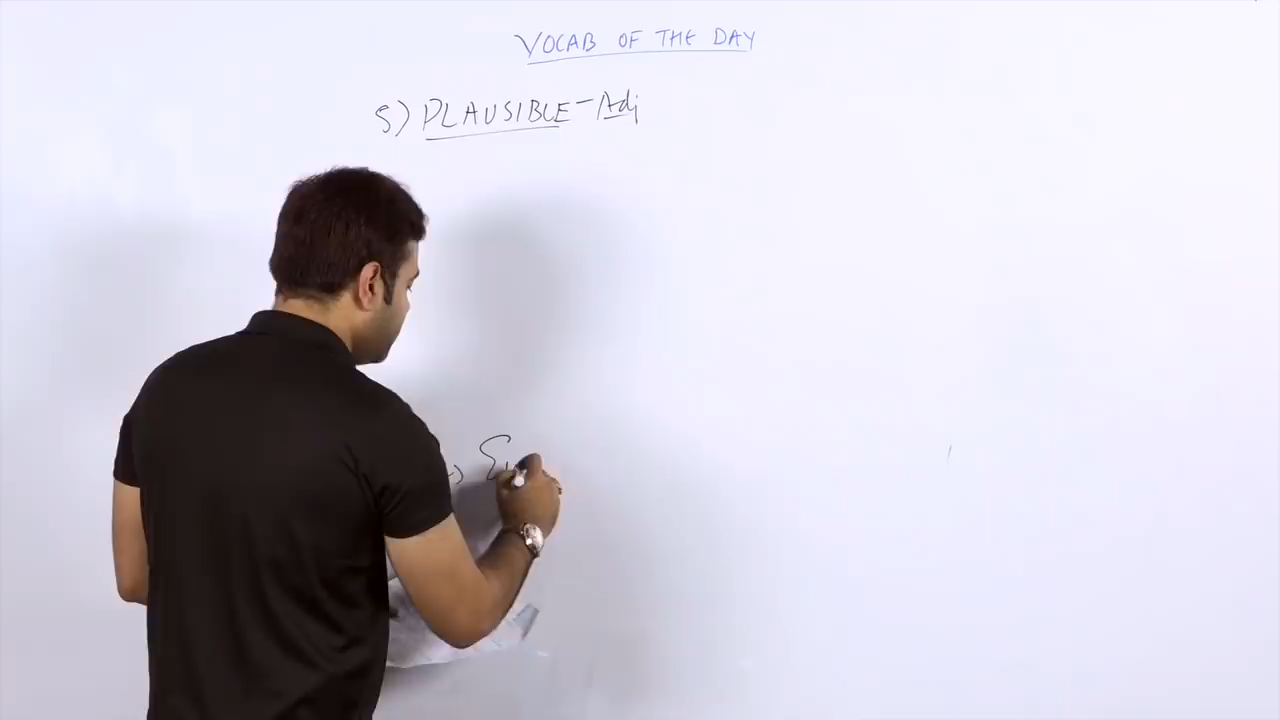 VOCAB OF THE DAY
5) PLAUSIBLE - Adj